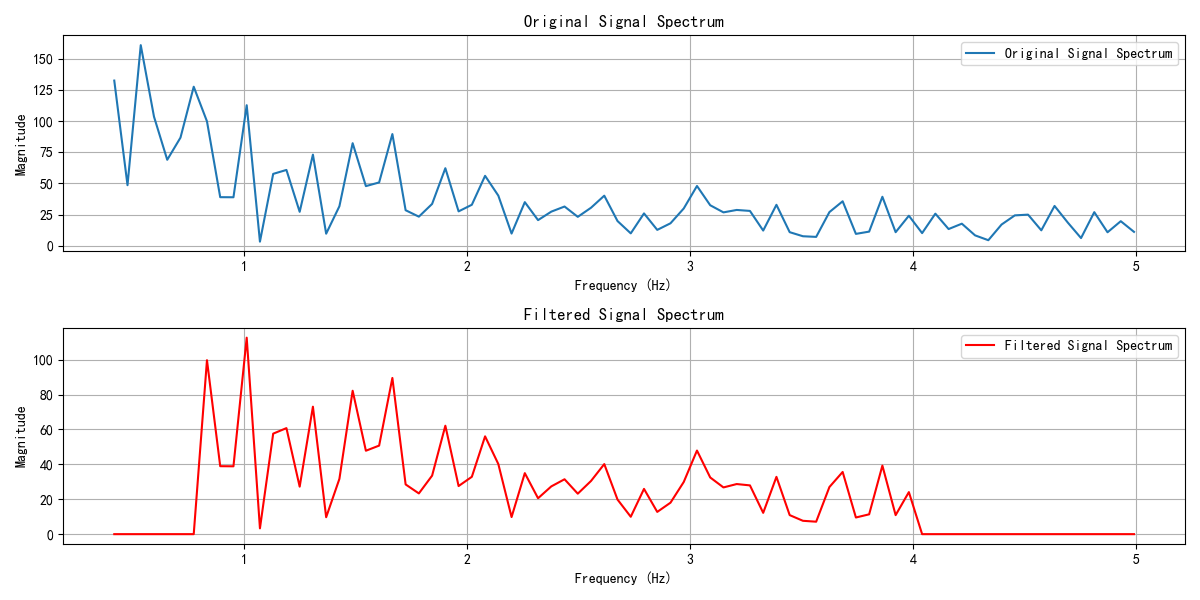 Original Signal Spectrum
Original Signal Spectrum
Magnitude
150
125
100
75
50
25
0
1 2 3 4 5
Frequency (Hz)
Filtered Signal Spectrum
Filtered Signal Spectrum
Magnitude
100
80
60
40
20
0
1 2 3 4 5
Frequency (Hz)